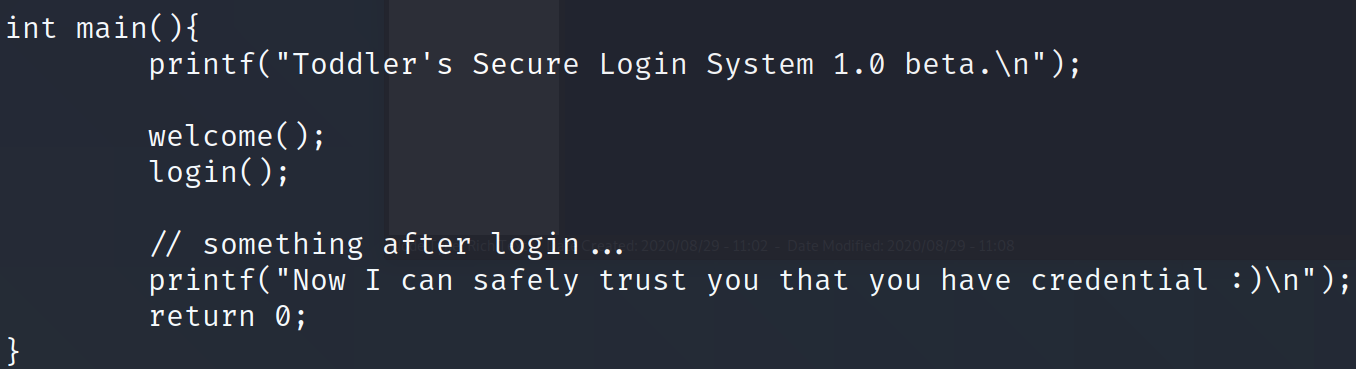 int main(){
printf("Toddler's Secure Login System 1.0 beta.\n");
welcome();
login();
// something after login...
Created: 2020/08/29 - 11:02 - Date Modified: 2020/08/29 - 11:08
printf("Now I can safely trust you that you have credential :)\n");
return 0;
}